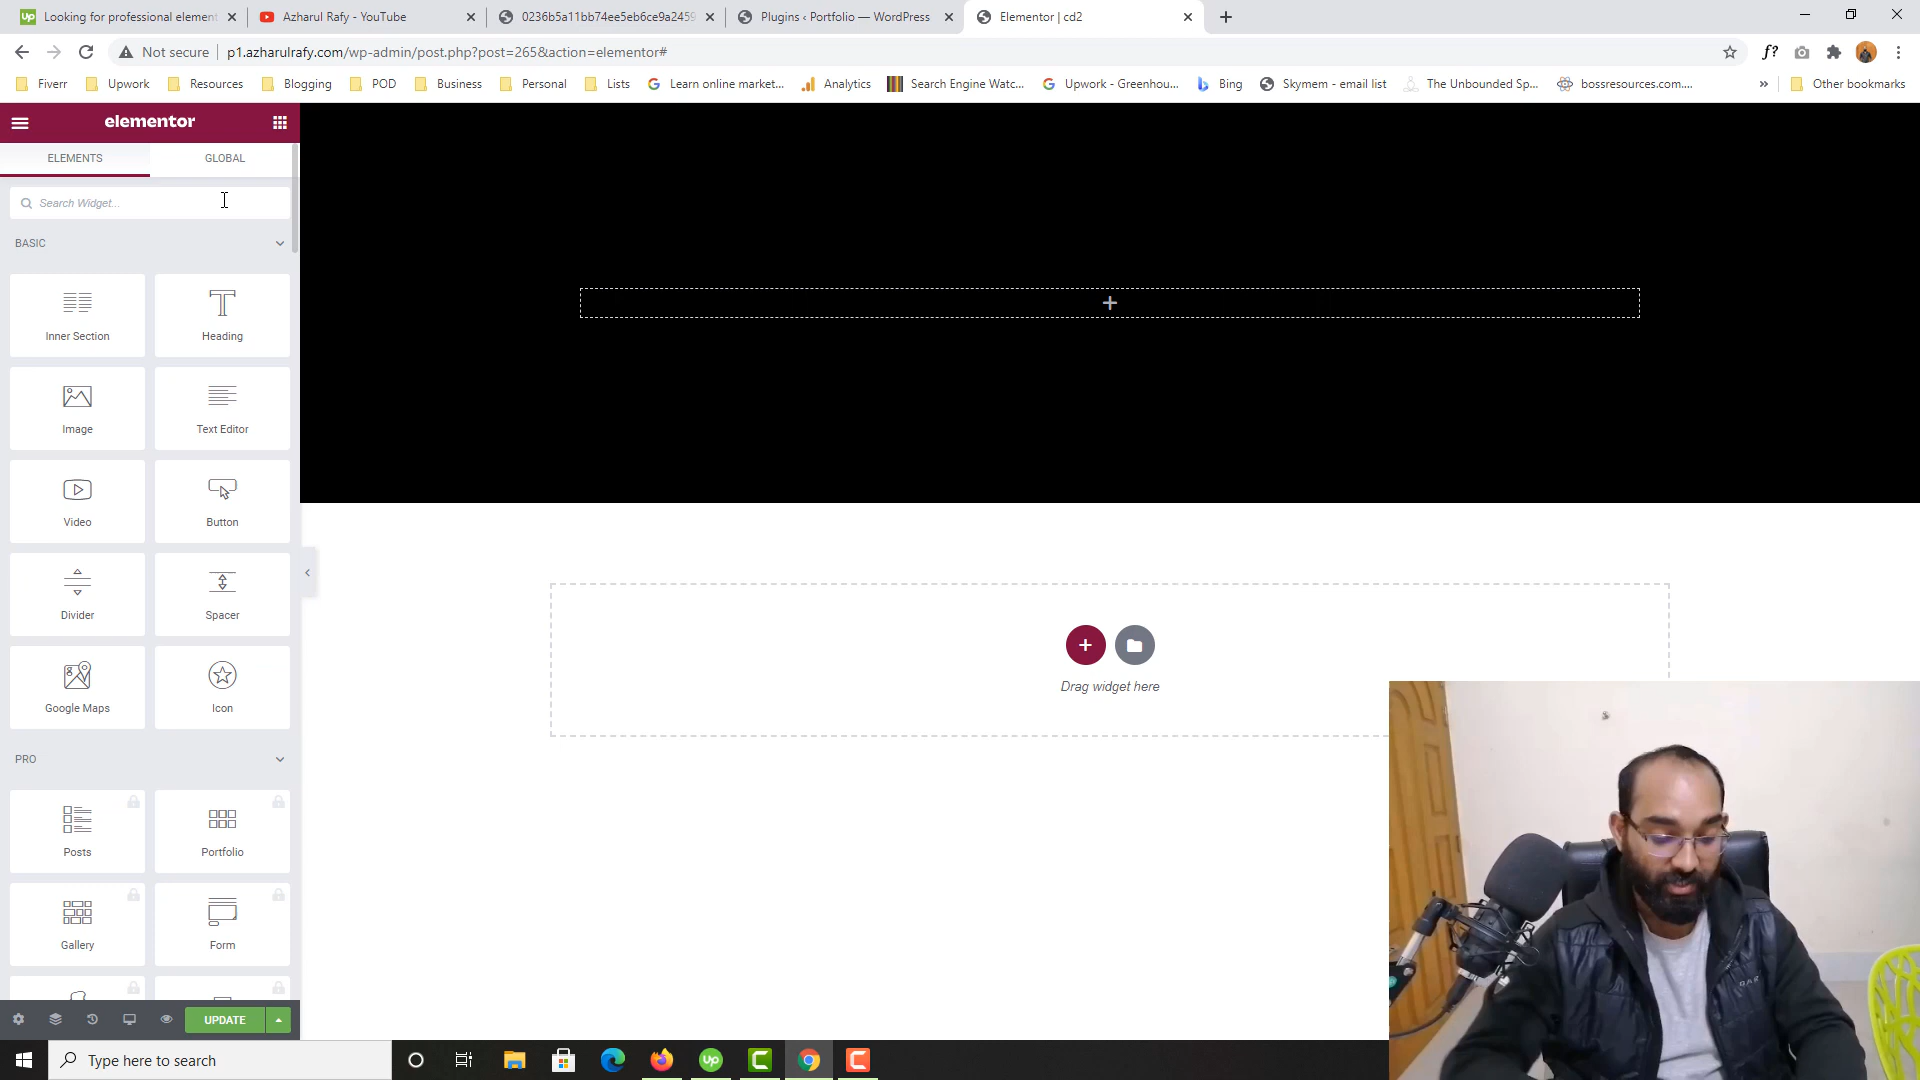 Looking for professional element
Azharul Rafy - YouTube
0236b5a11bb74ee5eb6ce9a2459
Plugins ‹ Portfolio — WordPress
Elementor | cd2
Not secure
p1.azharulrafy.com/wp-admin/post.php?post=265&action=elementor#
f?
Fiverr
Upwork
Resources
Blogging
POD
Business
Personal
Lists
Learn online market...
Analytics
Search Engine Watc...
Upwork - Greenhou...
Bing
Skymem - email list
The Unbounded Sp...
bossresources.com....
»
Other bookmarks
elementor
ELEMENTS
GLOBAL
Search Widget...
BASIC
Inner Section
Heading
Image
Text Editor
Video
Button
Divider
Spacer
Google Maps
Icon
PRO
Posts
Portfolio
Gallery
Form
Drag widget here
UPDATE
Type here to search